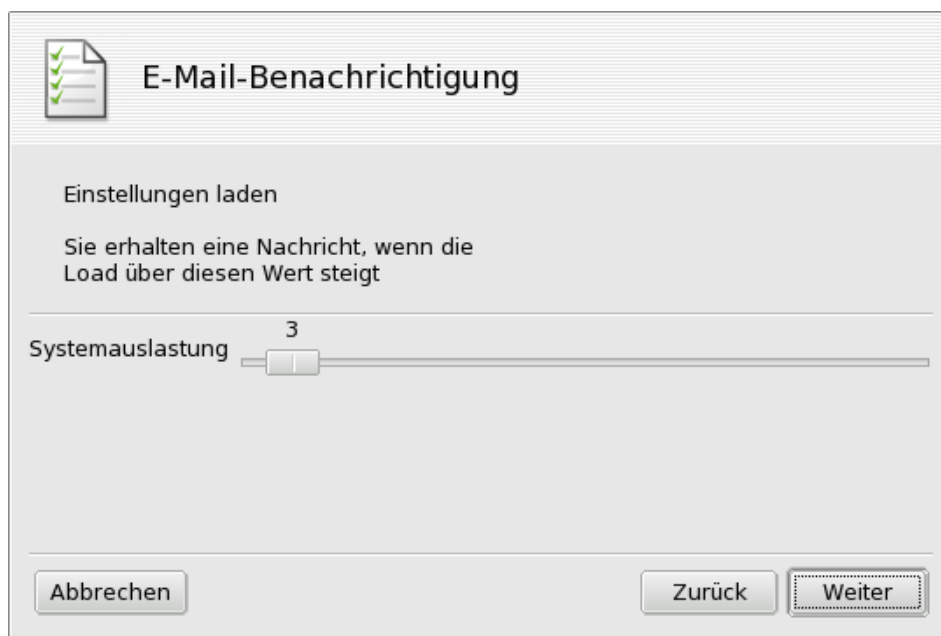 E-Mail-Benachrichtigung
Einstellungen laden
Sie erhalten eine Nachricht, wenn die
Load über diesen Wert steigt
3
Systemauslastung
Abbrechen
Zurück
Weiter